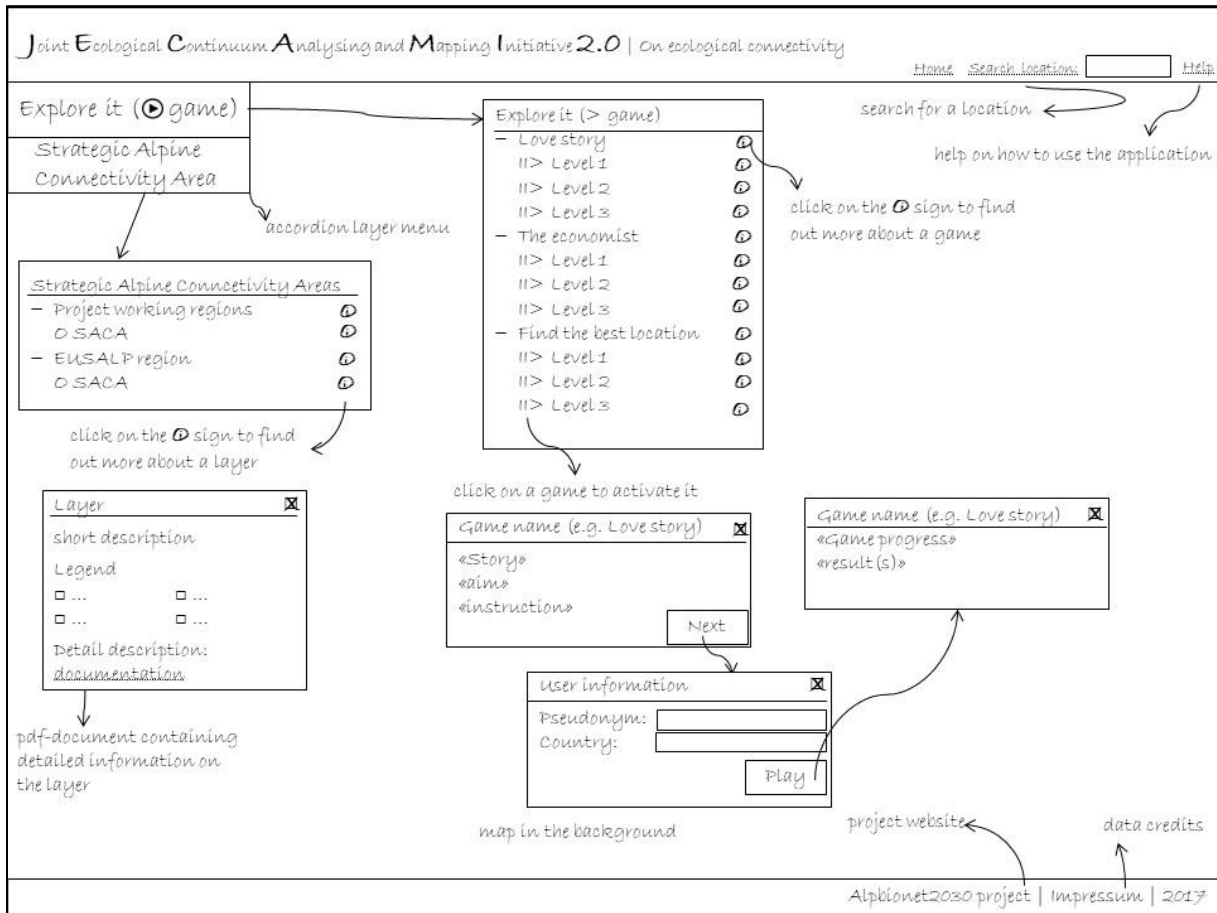 Joint Ecological Continuum Analysing and Mapping Initiative 2.0 | On ecological connectivity
Home Search location: Help
Explore it (▶ game)
Strategic Alpine
Connectivity Area
accordion layer menu
Strategic Alpine Conncetivity Areas
– Project working regions ⓘ
O SACA ⓘ
– EUSALP region ⓘ
O SACA ⓘ
click on the ⓘ sign to find
out more about a layer
Layer
short description
Legend
□ ... □ ...
□ ... □ ...
Detail description:
documentation
pdf-document containing
detailed information on
the layer
Explore it (> game)
– Love story ⓘ
II> Level 1 ⓘ
II> Level 2 ⓘ
II> Level 3 ⓘ
– The economist ⓘ
II> Level 1 ⓘ
II> Level 2 ⓘ
II> Level 3 ⓘ
– Find the best location ⓘ
II> Level 1 ⓘ
II> Level 2 ⓘ
II> Level 3 ⓘ
search for a location
help on how to use the application
click on the ⓘ sign to find
out more about a game
click on a game to activate it
Game name (e.g. Love story)
«Story»
«aim»
«instruction»
Next
User information
Pseudonym:
Country:
Play
Game name (e.g. Love story)
«Game progress»
«result(s)»
map in the background
project website
data credits
Alpbionet2030 project | Impressum | 2017